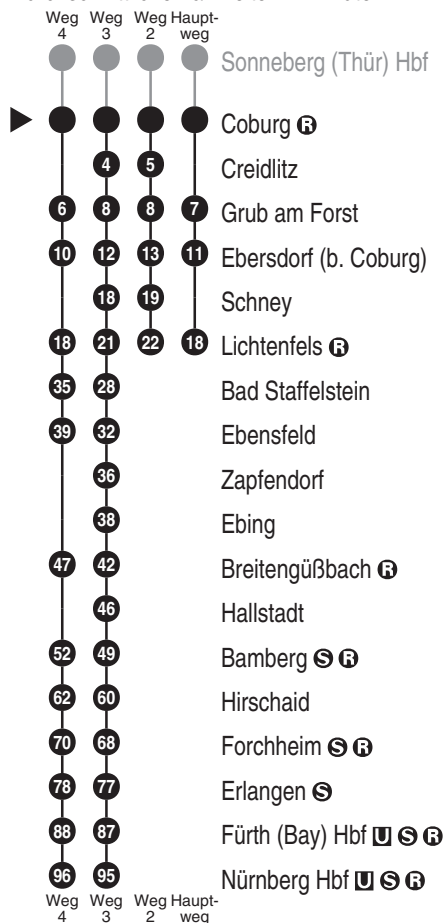 Weg Weg Weg Haupt-
4 3 2 weg
Sonneberg (Thür) Hbf
Coburg R
4 5 Creidlitz
6 8 8 7 Grub am Forst
10 12 13 11 Ebersdorf (b. Coburg)
18 19 Schney
18 21 22 18 Lichtenfels R
35 28 Bad Staffelstein
39 32 Ebensfeld
36 Zapfendorf
38 Ebing
47 42 Breitengüßbach R
46 Hallstadt
52 49 Bamberg S R
62 60 Hirschaid
70 68 Forchheim S R
78 77 Erlangen S
88 87 Fürth (Bay) Hbf U S R
96 95 Nürnberg Hbf U S R
Weg Weg Weg Haupt-
4 3 2 weg